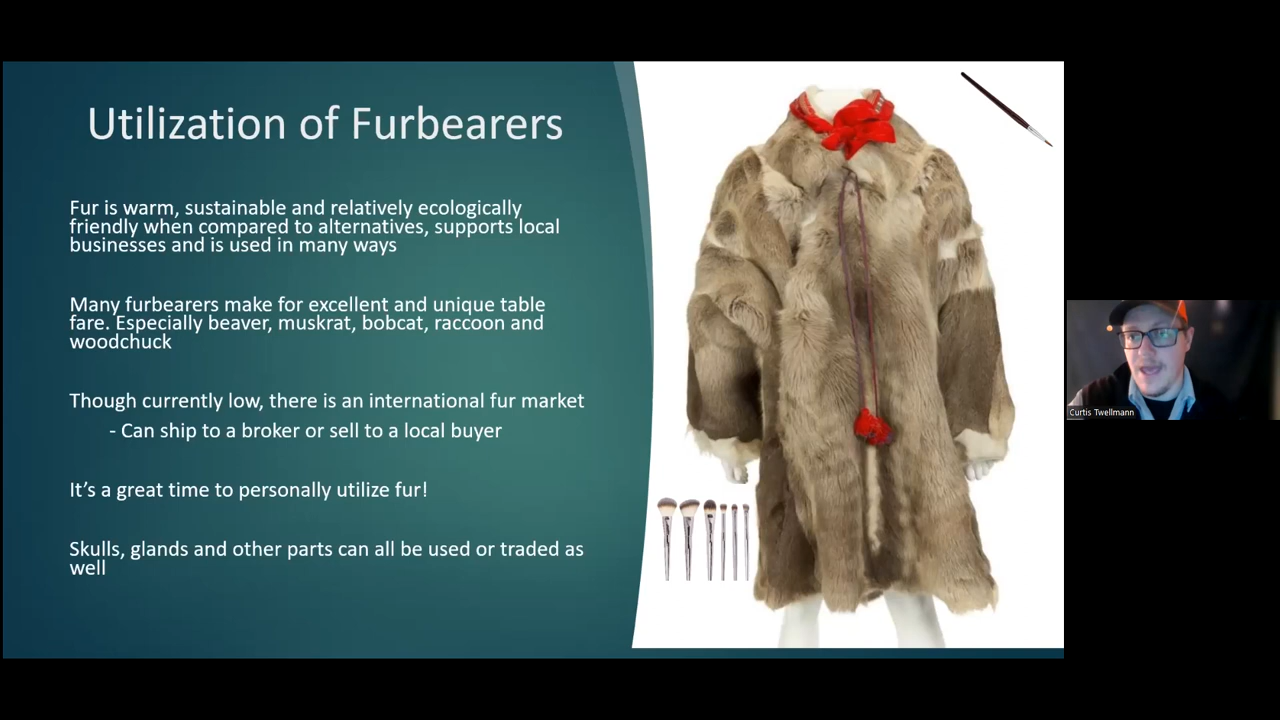 Utilization of Furbearers
Fur is warm, sustainable and relatively ecologically
friendly when compared to alternatives, supports local
businesses and is used in many ways
Many furbearers make for excellent and unique table
fare. Especially beaver, muskrat, bobcat, raccoon and
woodchuck
Though currently low, there is an international fur market
- Can ship to a broker or sell to a local buyer
It’s a great time to personally utilize fur!
Skulls, glands and other parts can all be used or traded as
well
Curtis Twellmann